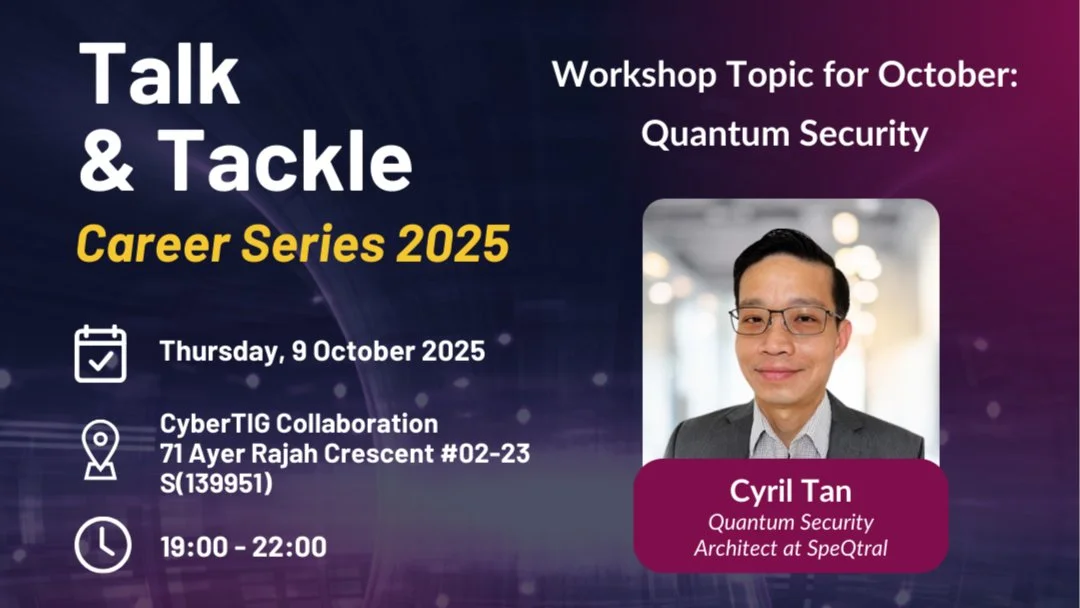 Talk
& Tackle
Career Series 2025
Thursday, 9 October 2025
CyberTIG Collaboration
71 Ayer Rajah Crescent #02-23
S(139951)
19:00 - 22:00
Workshop Topic for October:
Quantum Security
Cyril Tan
Quantum Security
Architect at SpeQtral